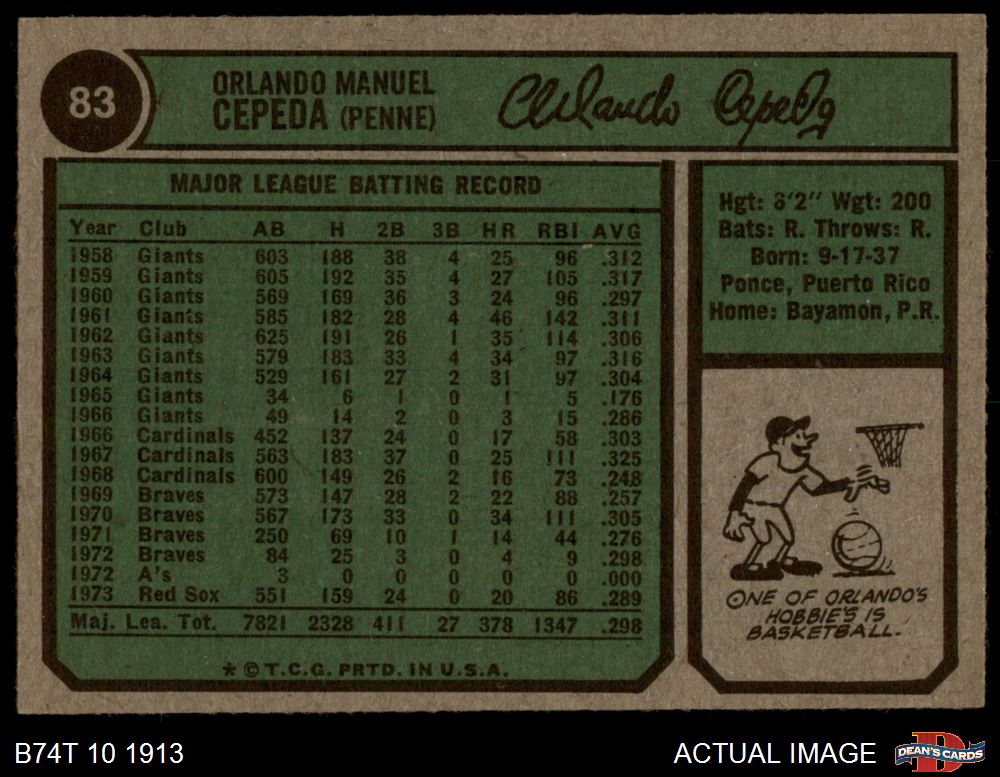 83
ORLANDO MANUEL
CEPEDA (PENNE)
Orlando Cepeda
MAJOR LEAGUE BATTING RECORD
Year Club AB H 2B 3B HR RBI AVG
1958 Giants 603 188 38 4 25 96 .312
1959 Giants 605 192 35 4 27 105 .317
1960 Giants 569 169 36 3 24 96 .297
1961 Giants 585 182 28 4 46 142 .311
1962 Giants 625 191 26 1 35 114 .306
1963 Giants 579 183 33 4 34 97 .316
1964 Giants 529 161 27 2 31 97 .304
1965 Giants 34 6 1 0 1 5 .176
1966 Giants 49 14 2 0 3 15 .286
1966 Cardinals 452 137 24 0 17 58 .303
1967 Cardinals 563 183 37 0 25 111 .325
1968 Cardinals 600 149 26 2 16 73 .248
1969 Braves 573 147 28 2 22 88 .257
1970 Braves 567 173 33 0 34 111 .305
1971 Braves 250 69 10 1 14 44 .276
1972 Braves 84 25 3 0 4 9 .298
1972 A's 3 0 0 0 0 0 .000
1973 Red Sox 551 159 24 0 20 86 .289
Maj. Lea. Tot. 7821 2328 411 27 378 1347 .298
* © T.C.G. PRTD. IN U.S.A.
Hgt: 6'2" Wgt: 200
Bats: R. Throws: R.
Born: 9-17-37
Ponce, Puerto Rico
Home: Bayamon, P.R.
ONE OF ORLANDO'S
HOBBIE'S IS
BASKETBALL.
B74T 10 1913
ACTUAL IMAGE
D
DEAN'S CARDS